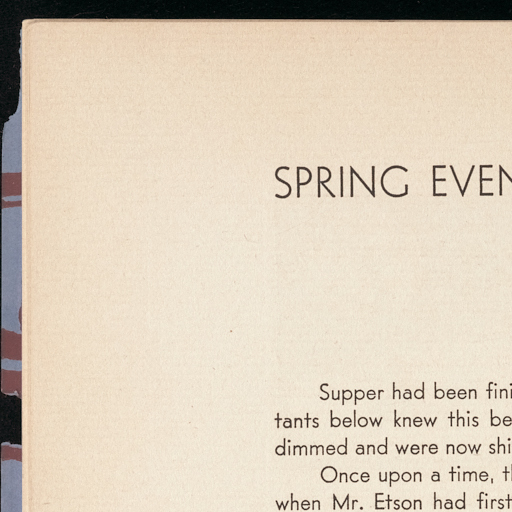 SPRING EVEN
Supper had been fini
tants below knew this be
dimmed and were now shi
Once upon a time, th
when Mr. Etson had first